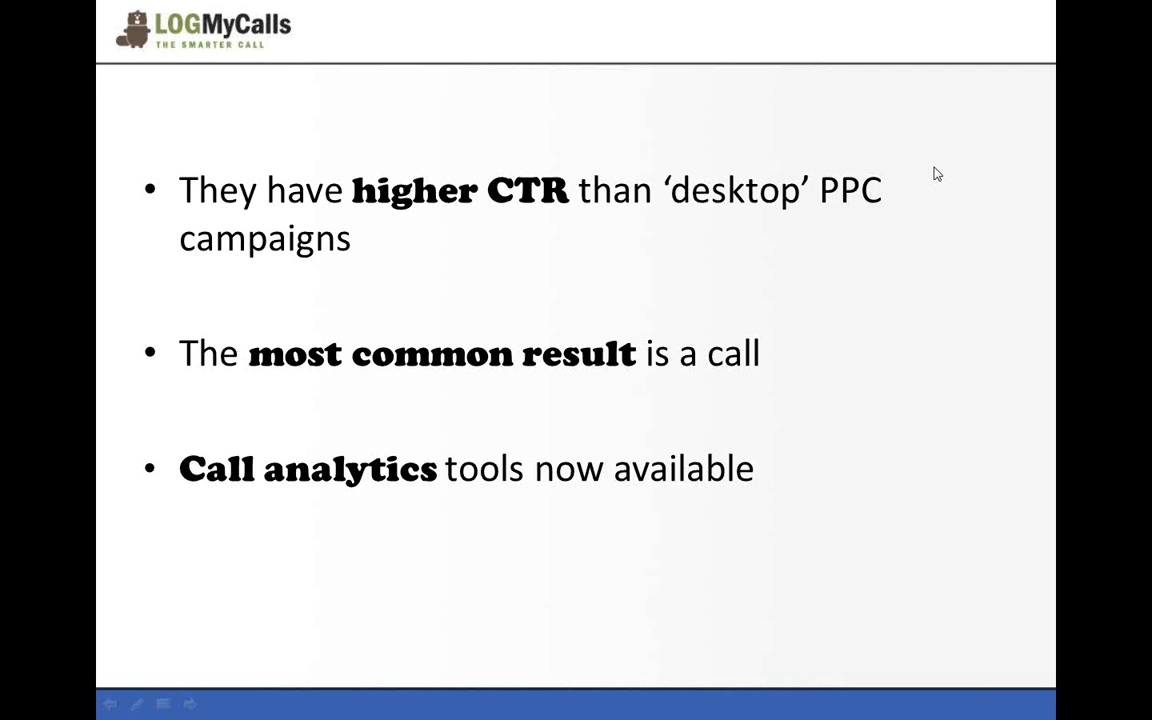 LOGMyCalls
THE SMARTER CALL
• They have higher CTR than ‘desktop’ PPC
campaigns
• The most common result is a call
• Call analytics tools now available